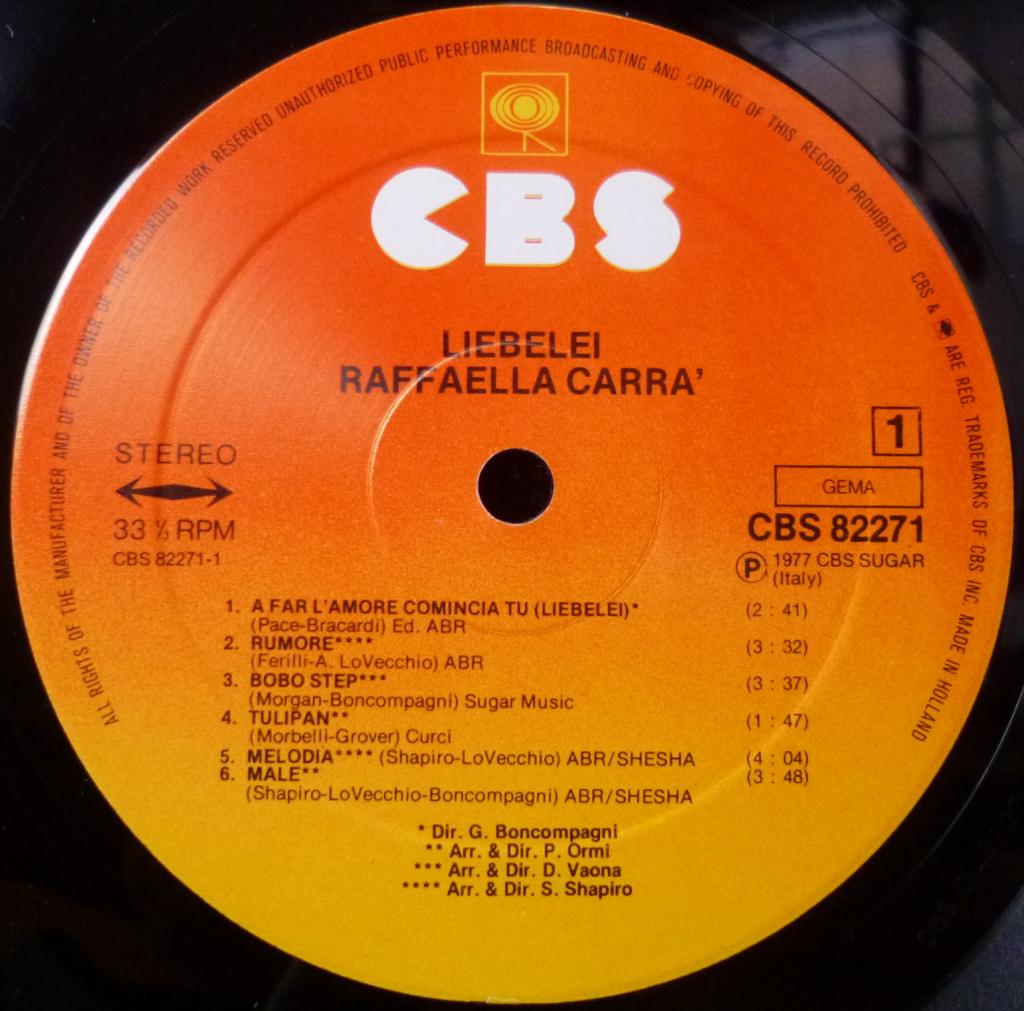 ALL RIGHTS OF THE MANUFACTURER AND OF THE OWNER OF THE RECORDED WORK RESERVED UNAUTHORIZED PUBLIC PERFORMANCE BROADCASTING AND COPYING OF THIS RECORD PROHIBITED CBS & ARE REG. TRADEMARKS OF CBS INC. MADE IN HOLLAND
CBS
LIEBELEI
RAFFAELLA CARRA'
STEREO
33 ⅓ RPM
CBS 82271-1
1
GEMA
CBS 82271
Ⓟ 1977 CBS SUGAR
(Italy)
1. A FAR L'AMORE COMINCIA TU (LIEBELEI)* (2 : 41)
(Pace-Bracardi) Ed. ABR
2. RUMORE**** (3 : 32)
(Ferilli-A. LoVecchio) ABR
3. BOBO STEP*** (3 : 37)
(Morgan-Boncompagni) Sugar Music
4. TULIPAN** (1 : 47)
(Morbelli-Grover) Curci
5. MELODIA**** (Shapiro-LoVecchio) ABR/SHESHA (4 : 04)
6. MALE** (3 : 48)
(Shapiro-LoVecchio-Boncompagni) ABR/SHESHA
* Dir. G. Boncompagni
** Arr. & Dir. P. Ormi
*** Arr. & Dir. D. Vaona
**** Arr. & Dir. S. Shapiro
CBS